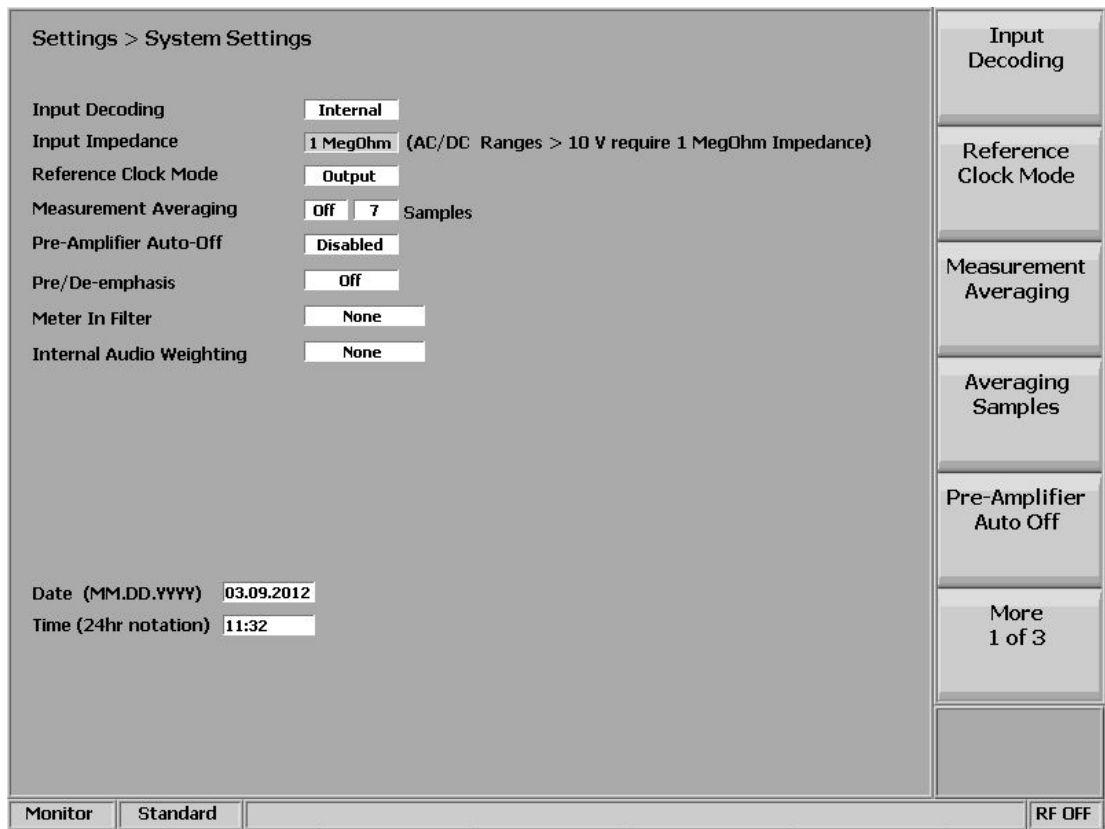 Settings > System Settings
Input Decoding Internal
Input Impedance 1 MegOhm (AC/DC Ranges > 10 V require 1 MegOhm Impedance)
Reference Clock Mode Output
Measurement Averaging Off 7 Samples
Pre-Amplifier Auto-Off Disabled
Pre/De-emphasis Off
Meter In Filter None
Internal Audio Weighting None
Date (MM.DD.YYYY) 03.09.2012
Time (24hr notation) 11:32
Input
Decoding
Reference
Clock Mode
Measurement
Averaging
Averaging
Samples
Pre-Amplifier
Auto Off
More
1 of 3
Monitor Standard RF OFF